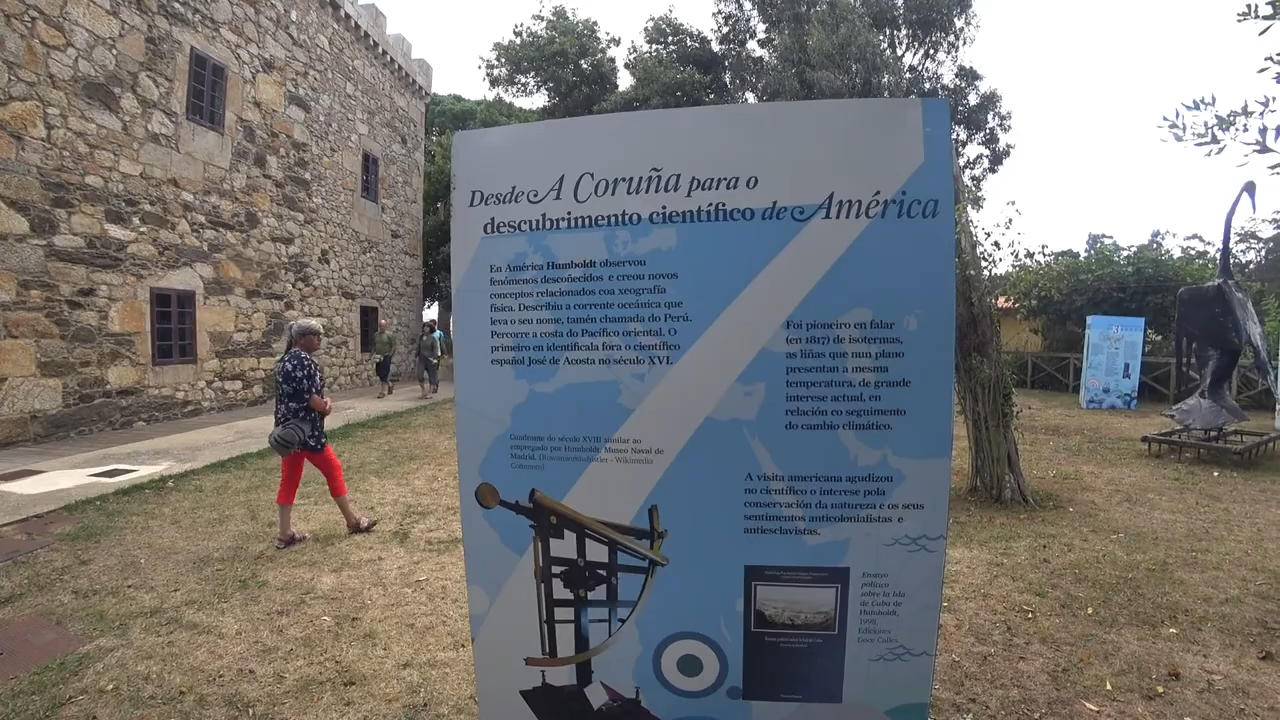 Desde A Coruña para o
descubrimento científico de América
En América Humboldt observou
fenómenos descoñecidos e creou novos
conceptos relacionados coa xeografía
física. Describiu a corrente oceánica que
leva o seu nome, tamén chamada do Perú.
Percorre a costa do Pacífico oriental. O
primeiro en identificala fora o científico
español José de Acosta no século XVI.
Foi pioneiro en falar
(en 1817) de isotermas,
as liñas que nun plano
presentan a mesma
temperatura, de grande
interese actual, en
relación co seguimento
do cambio climático.
Cuadrante do século XVIII similar ao
empregado por Humboldt. Museo Naval de
Madrid. (Rowanwindwhistler - Wikimedia
Commons)
A visita americana agudizou
no científico o interese pola
conservación da natureza e os seus
sentimentos anticolonialistas e
antiesclavistas.
Ensayo
político
sobre la Isla
de Cuba de
Humboldt,
1998,
Ediciones
Doce Calles.
3